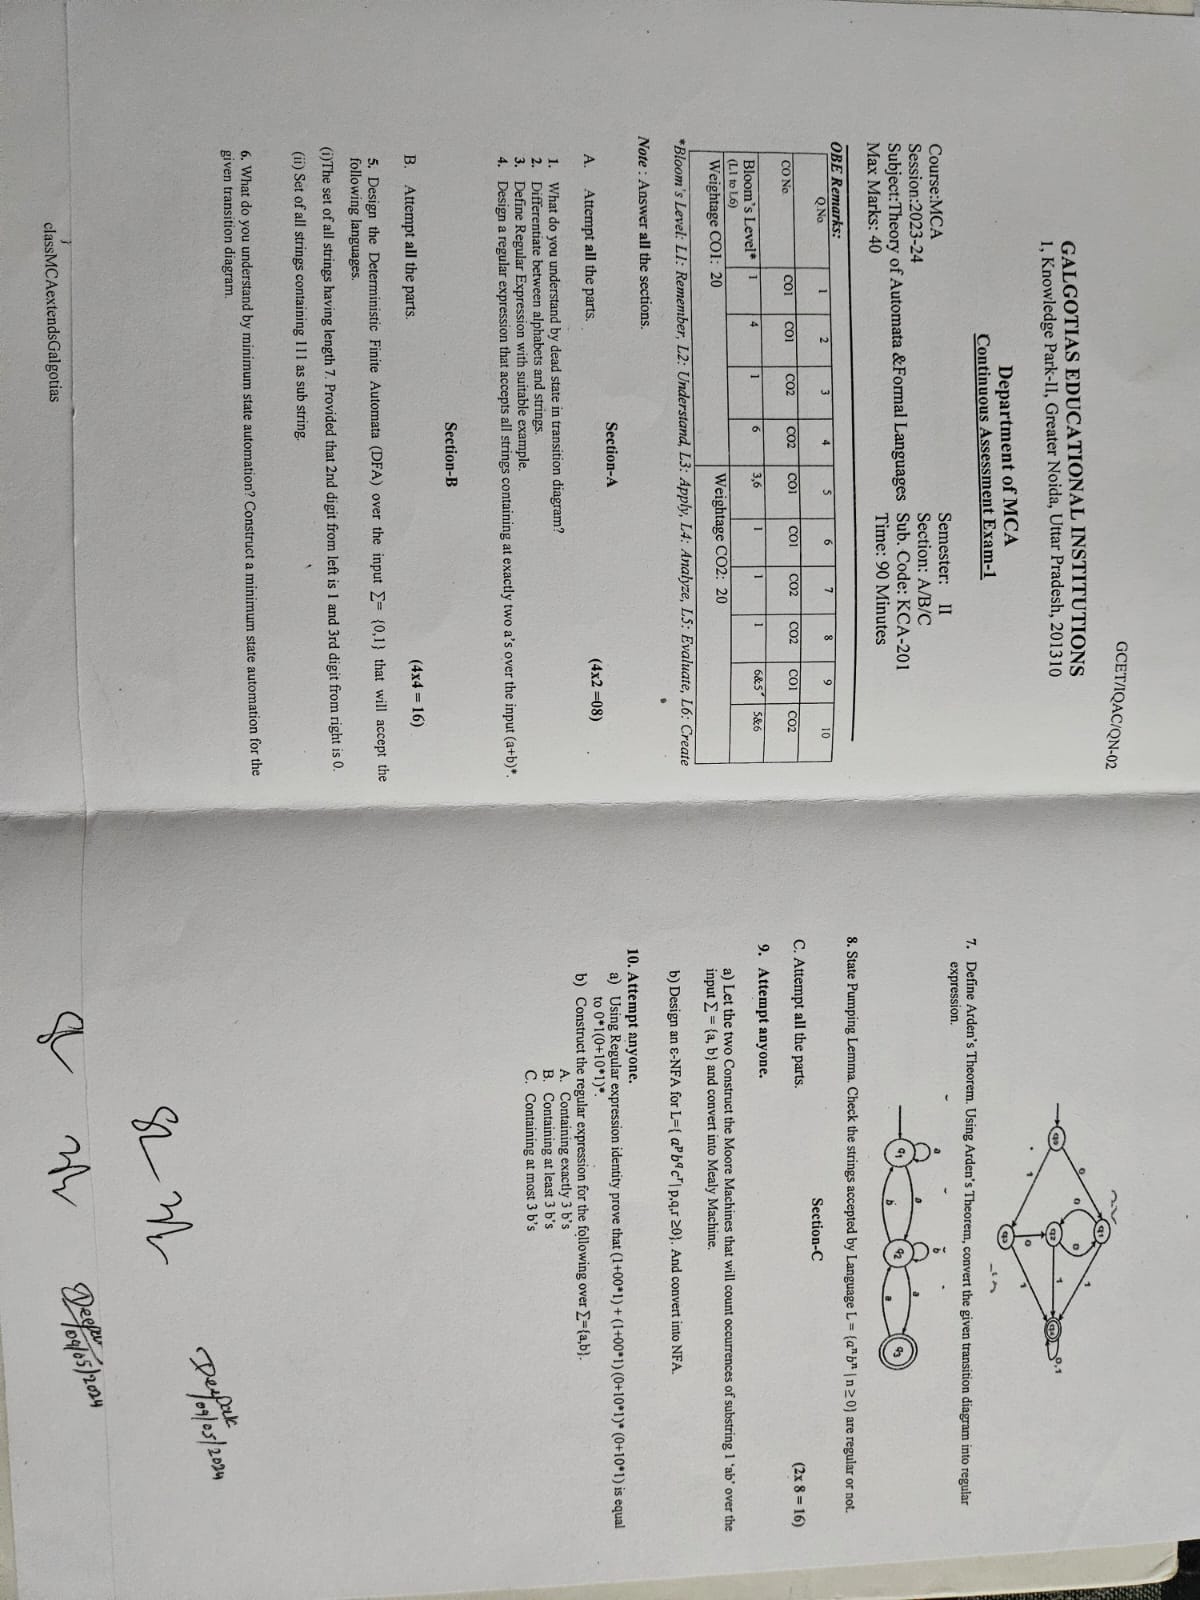 GCET/IQAC/QN-02
GALGOTIAS EDUCATIONAL INSTITUTIONS
1, Knowledge Park-II, Greater Noida, Uttar Pradesh, 201310
Department of MCA
Continuous Assessment Exam-1
Course:MCA Semester: II
Session:2023-24 Section: A/B/C
Subject:Theory of Automata &Formal Languages Sub. Code: KCA-201
Max Marks: 40 Time: 90 Minutes
OBE Remarks:
Q.No 1 2 3 4 5 6 7 8 9 10
CO No. CO1 CO1 CO2 CO2 CO1 CO1 CO2 CO2 CO1 CO2
Bloom's Level* 1 4 1 6 3,6 1 1 1 6&5 5&6
(L1 to L6)
Weightage CO1: 20 Weightage CO2: 20
*Bloom's Level: L1: Remember, L2: Understand, L3: Apply, L4: Analyze, L5: Evaluate, L6: Create
Note : Answer all the sections.
Section-A
A. Attempt all the parts. (4x2 =08)
1. What do you understand by dead state in transition diagram?
2. Differentiate between alphabets and strings.
3. Define Regular Expression with suitable example.
4. Design a regular expression that accepts all strings containing at exactly two a's over the input (a+b)*.
Section-B
B. Attempt all the parts. (4x4 = 16)
5. Design the Deterministic Finite Automata (DFA) over the input ∑= {0,1} that will accept the
following languages.
(i)The set of all strings having length 7. Provided that 2nd digit from left is 1 and 3rd digit from right is 0.
(ii) Set of all strings containing 111 as sub string.
6. What do you understand by minimum state automation? Construct a minimum state automation for the
given transition diagram.
classMCAextendsGalgotias
q0 q1 q2 q3 q4
0 1 0 0 0 1 1 1 0,1
7. Define Arden's Theorem. Using Arden's Theorem, convert the given transition diagram into regular
expression.
a b
a a
q1 q2 q3
b a
8. State Pumping Lemma. Check the strings accepted by Language L = {aⁿbⁿ | n ≥ 0} are regular or not.
Section-C
C. Attempt all the parts. (2x 8 = 16)
9. Attempt anyone.
a) Let the two Construct the Moore Machines that will count occurrences of substring 1 'ab' over the
input ∑ = {a, b} and convert into Mealy Machine.
b) Design an ε-NFA for L={ aᵖb𐞥cʳ| p,q,r ≥0}. And convert into NFA.
10. Attempt anyone.
a) Using Regular expression identity prove that (1+00*1) + (1+00*1) (0+10*1)* (0+10*1) is equal
to 0*1(0+10*1)*.
b) Construct the regular expression for the following over ∑={a,b}.
A. Containing exactly 3 b's
B. Containing at least 3 b's
C. Containing at most 3 b's
Deepak
09/05/2024
09/05/2024